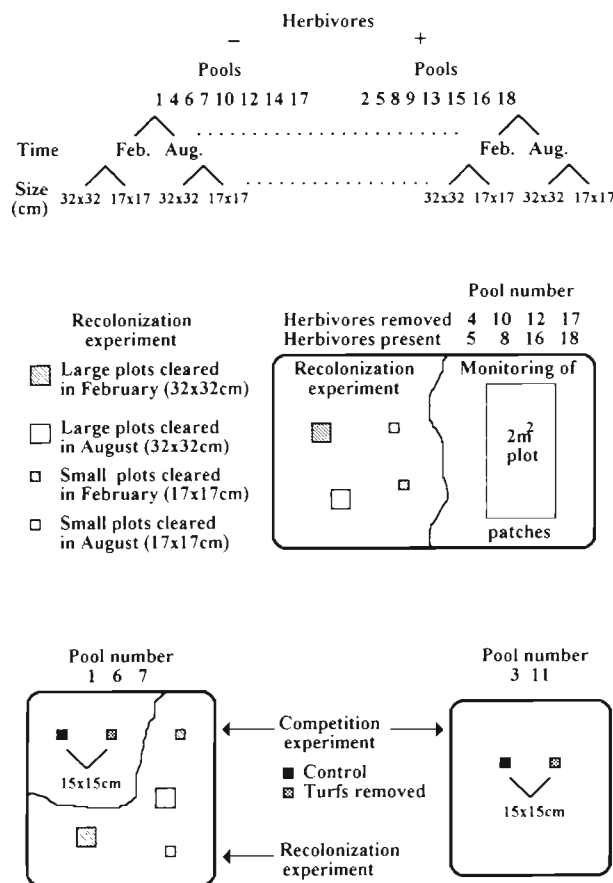 Herbivores
− +
Pools Pools
1 4 6 7 10 12 14 17 2 5 8 9 13 15 16 18
Time Feb. Aug. Feb. Aug.
Size (cm) 32x32 17x17 32x32 17x17 32x32 17x17 32x32 17x17
Pool number
Herbivores removed 4 10 12 17
Herbivores present 5 8 16 18
Recolonization
experiment
Large plots cleared
in February (32x32cm)
Large plots cleared
in August (32x32cm)
Small plots cleared
in February (17x17cm)
Small plots cleared
in August (17x17cm)
Recolonization
experiment
Monitoring of
2m2
plot
patches
Pool number
1 6 7
15x15cm
Competition
experiment
Control
Turfs removed
Recolonization
experiment
Pool number
3 11
15x15cm